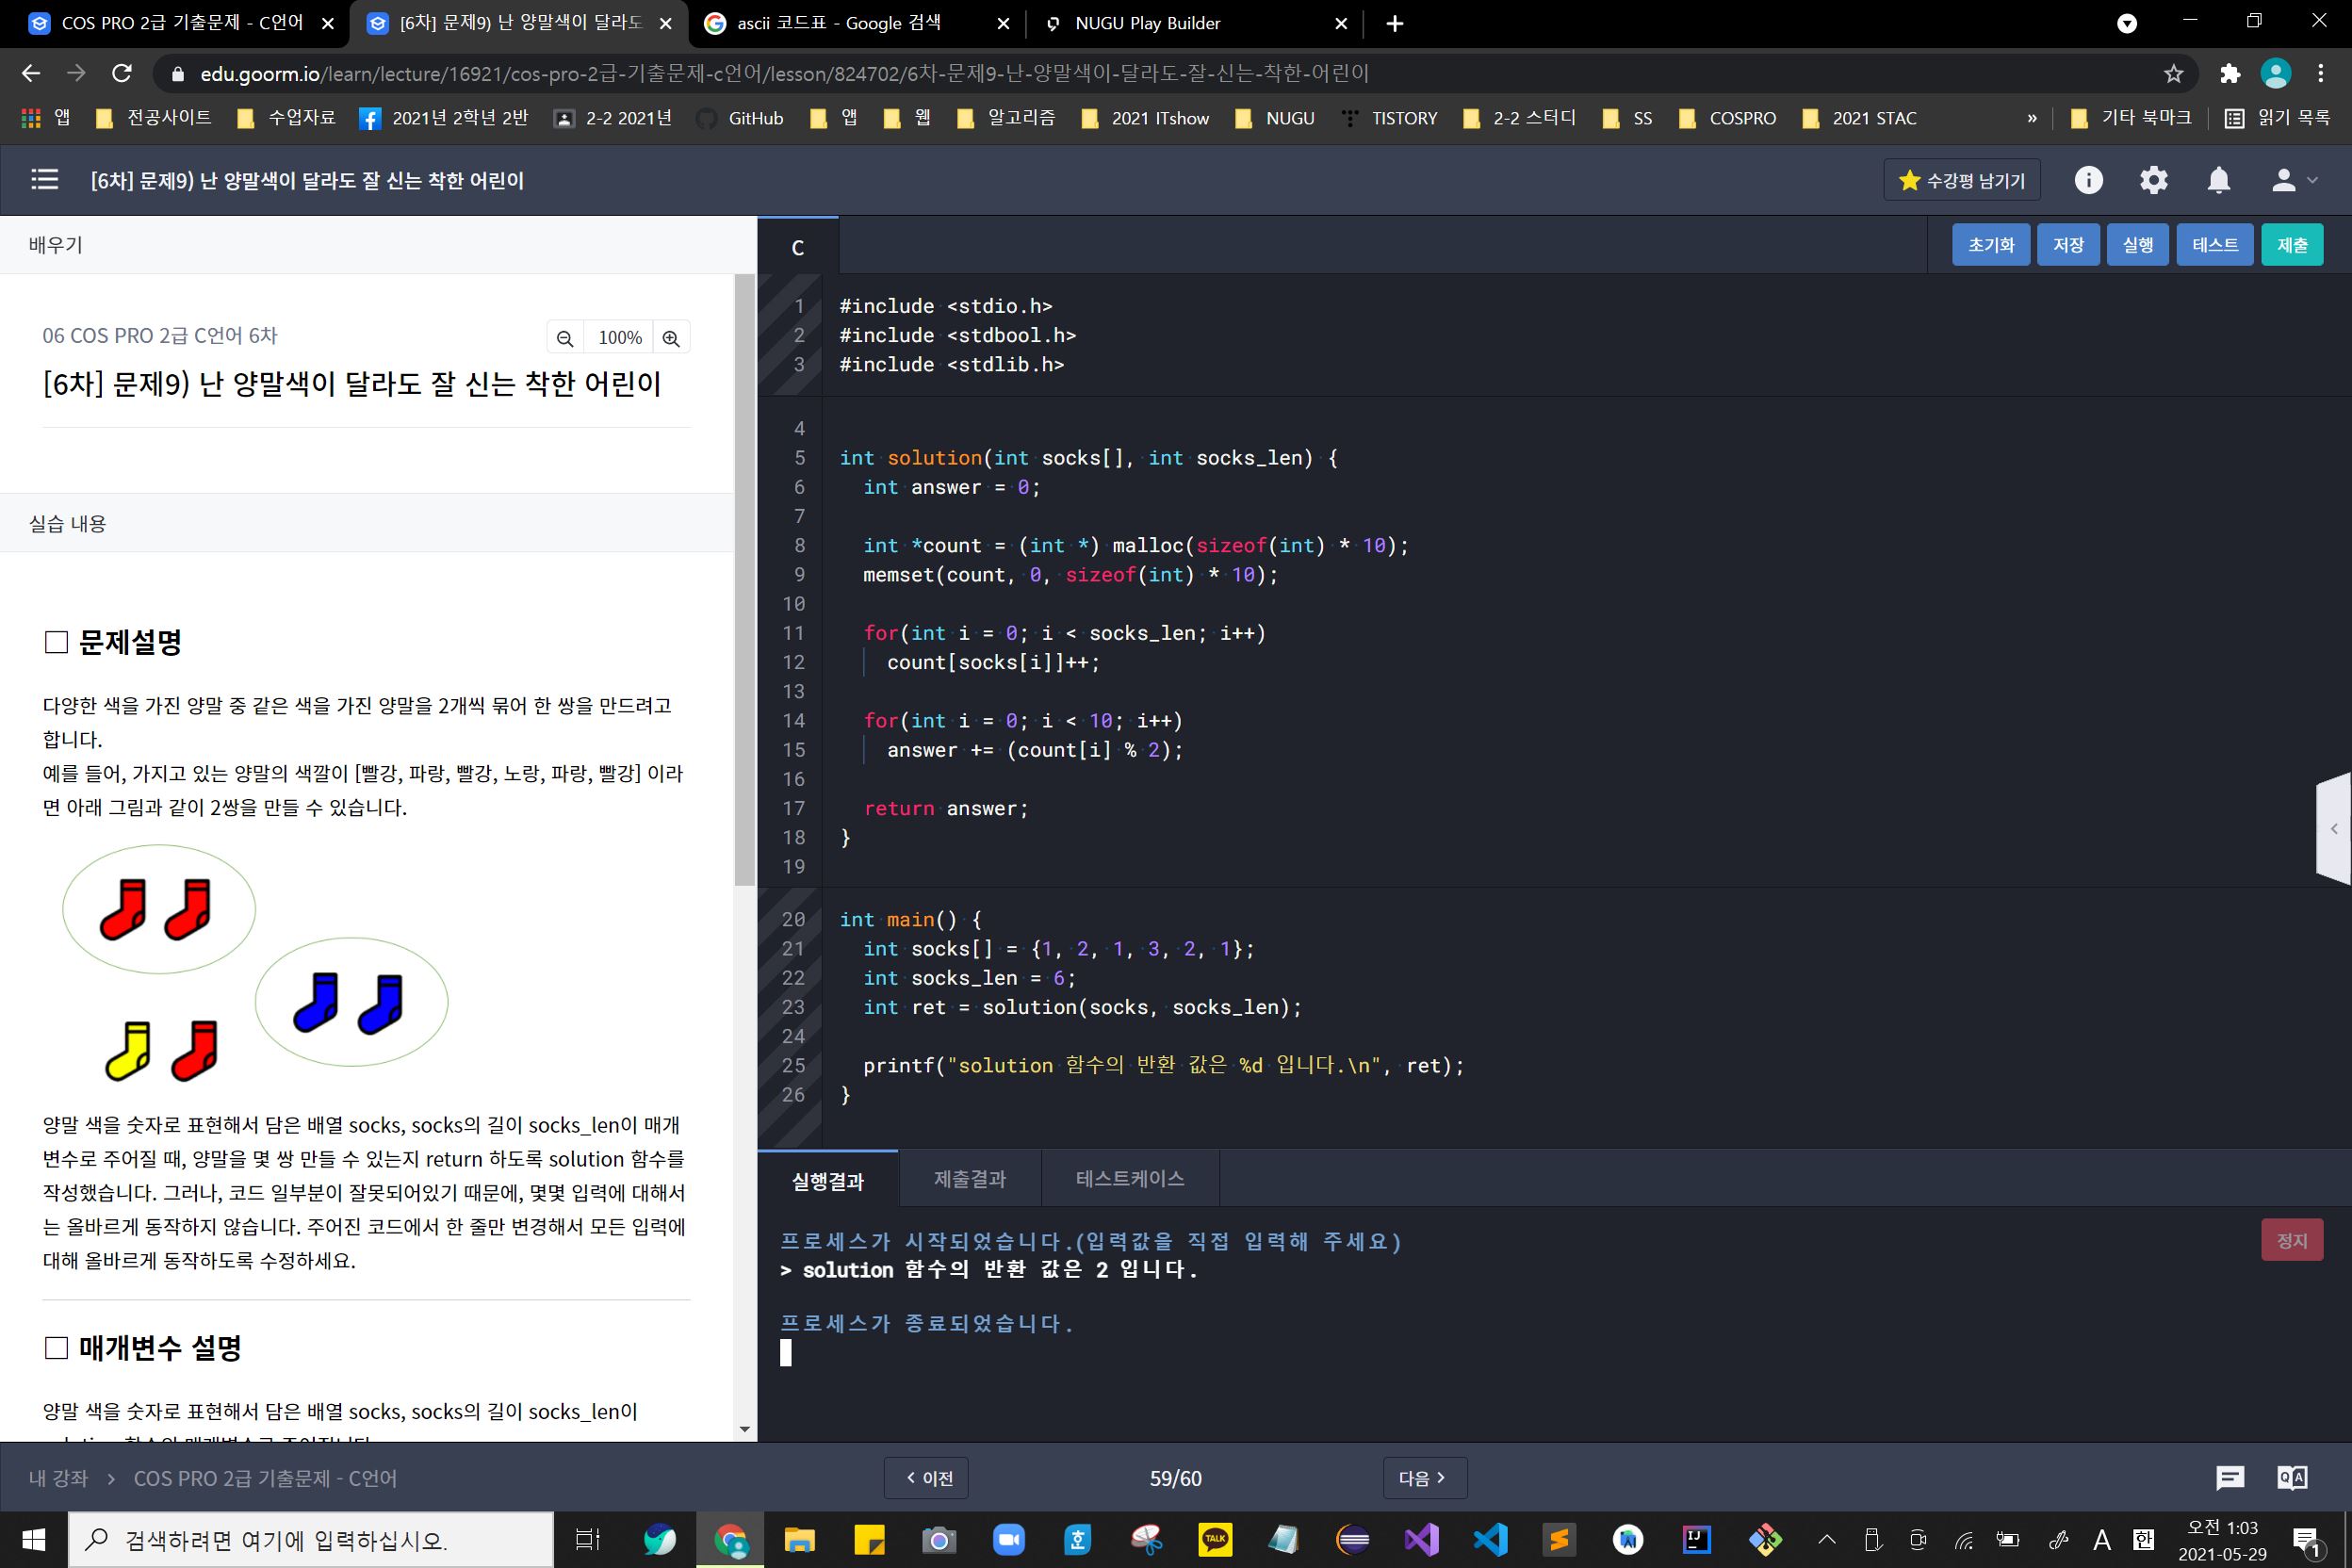 COS PRO 2급 기출문제 - C언어
[6차] 문제9) 난 양말색이 달라도
ascii 코드표 - Google 검색
NUGU Play Builder
edu.goorm.io/learn/lecture/16921/cos-pro-2급-기출문제-c언어/lesson/824702/6차-문제9-난-양말색이-달라도-잘-신는-착한-어린이
앱 전공사이트 수업자료 2021년 2학년 2반 2-2 2021년 GitHub 앱 웹 알고리즘 2021 ITshow NUGU TISTORY 2-2 스터디 SS COSPRO 2021 STAC » 기타 북마크 읽기 목록
[6차] 문제9) 난 양말색이 달라도 잘 신는 착한 어린이
수강평 남기기
배우기
06 COS PRO 2급 C언어 6차
100%
[6차] 문제9) 난 양말색이 달라도 잘 신는 착한 어린이
실습 내용
□ 문제설명
다양한 색을 가진 양말 중 같은 색을 가진 양말을 2개씩 묶어 한 쌍을 만드려고
합니다.
예를 들어, 가지고 있는 양말의 색깔이 [빨강, 파랑, 빨강, 노랑, 파랑, 빨강] 이라
면 아래 그림과 같이 2쌍을 만들 수 있습니다.
양말 색을 숫자로 표현해서 담은 배열 socks, socks의 길이 socks_len이 매개
변수로 주어질 때, 양말을 몇 쌍 만들 수 있는지 return 하도록 solution 함수를
작성했습니다. 그러나, 코드 일부분이 잘못되어있기 때문에, 몇몇 입력에 대해서
는 올바르게 동작하지 않습니다. 주어진 코드에서 한 줄만 변경해서 모든 입력에
대해 올바르게 동작하도록 수정하세요.
□ 매개변수 설명
양말 색을 숫자로 표현해서 담은 배열 socks, socks의 길이 socks_len이
C
초기화 저장 실행 테스트 제출
1 #include <stdio.h>
2 #include <stdbool.h>
3 #include <stdlib.h>
4
5 int solution(int socks[], int socks_len) {
6 int answer = 0;
7
8 int *count = (int *) malloc(sizeof(int) * 10);
9 memset(count, 0, sizeof(int) * 10);
10
11 for(int i = 0; i < socks_len; i++)
12 count[socks[i]]++;
13
14 for(int i = 0; i < 10; i++)
15 answer += (count[i] % 2);
16
17 return answer;
18 }
19
20 int main() {
21 int socks[] = {1, 2, 1, 3, 2, 1};
22 int socks_len = 6;
23 int ret = solution(socks, socks_len);
24
25 printf("solution 함수의 반환 값은 %d 입니다.\n", ret);
26 }
실행결과 제출결과 테스트케이스
프로세스가 시작되었습니다.(입력값을 직접 입력해 주세요)
정지
> solution 함수의 반환 값은 2 입니다.
프로세스가 종료되었습니다.
내 강좌 > COS PRO 2급 기출문제 - C언어
< 이전
59/60
다음 >
검색하려면 여기에 입력하십시오.
A 한
오전 1:03
2021-05-29
1